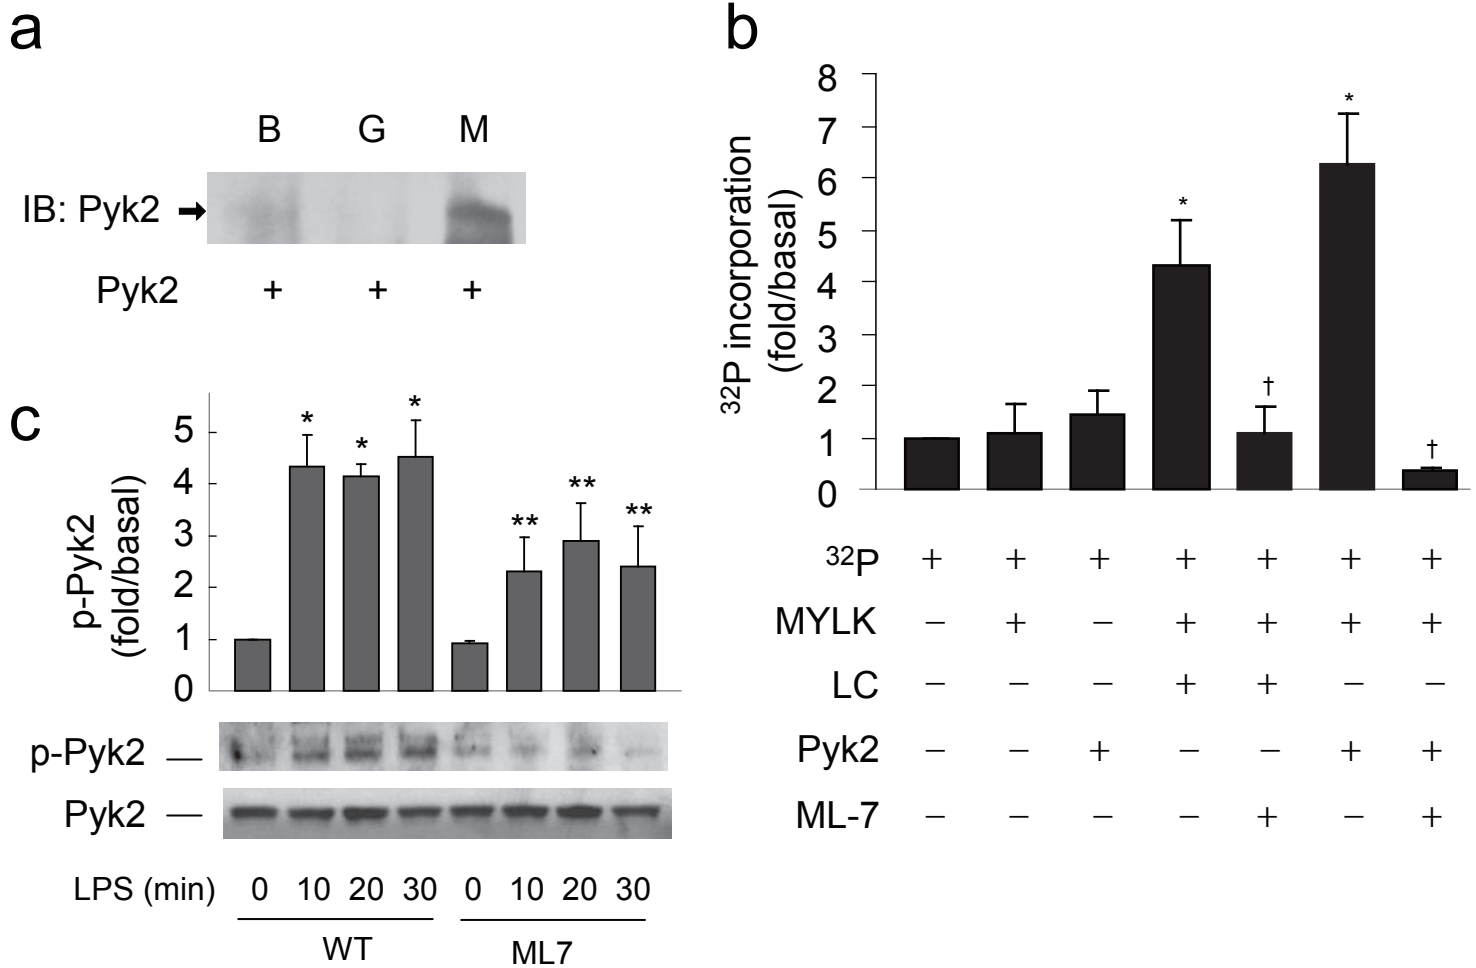 a
B G M
IB: Pyk2
Pyk2 + + +
b
8
7
6
5
4
3
2
1
0
32P incorporation
(fold/basal)
*
†
*
†
32P + + + + + + +
MYLK − + − + + + +
LC − − − + + − −
Pyk2 − − + − − + +
ML-7 − − − − + − +
c
5
4
3
2
1
0
p-Pyk2
(fold/basal)
*
*
*
**
**
**
p-Pyk2 —
Pyk2 —
LPS (min) 0 10 20 30 0 10 20 30
WT ML7